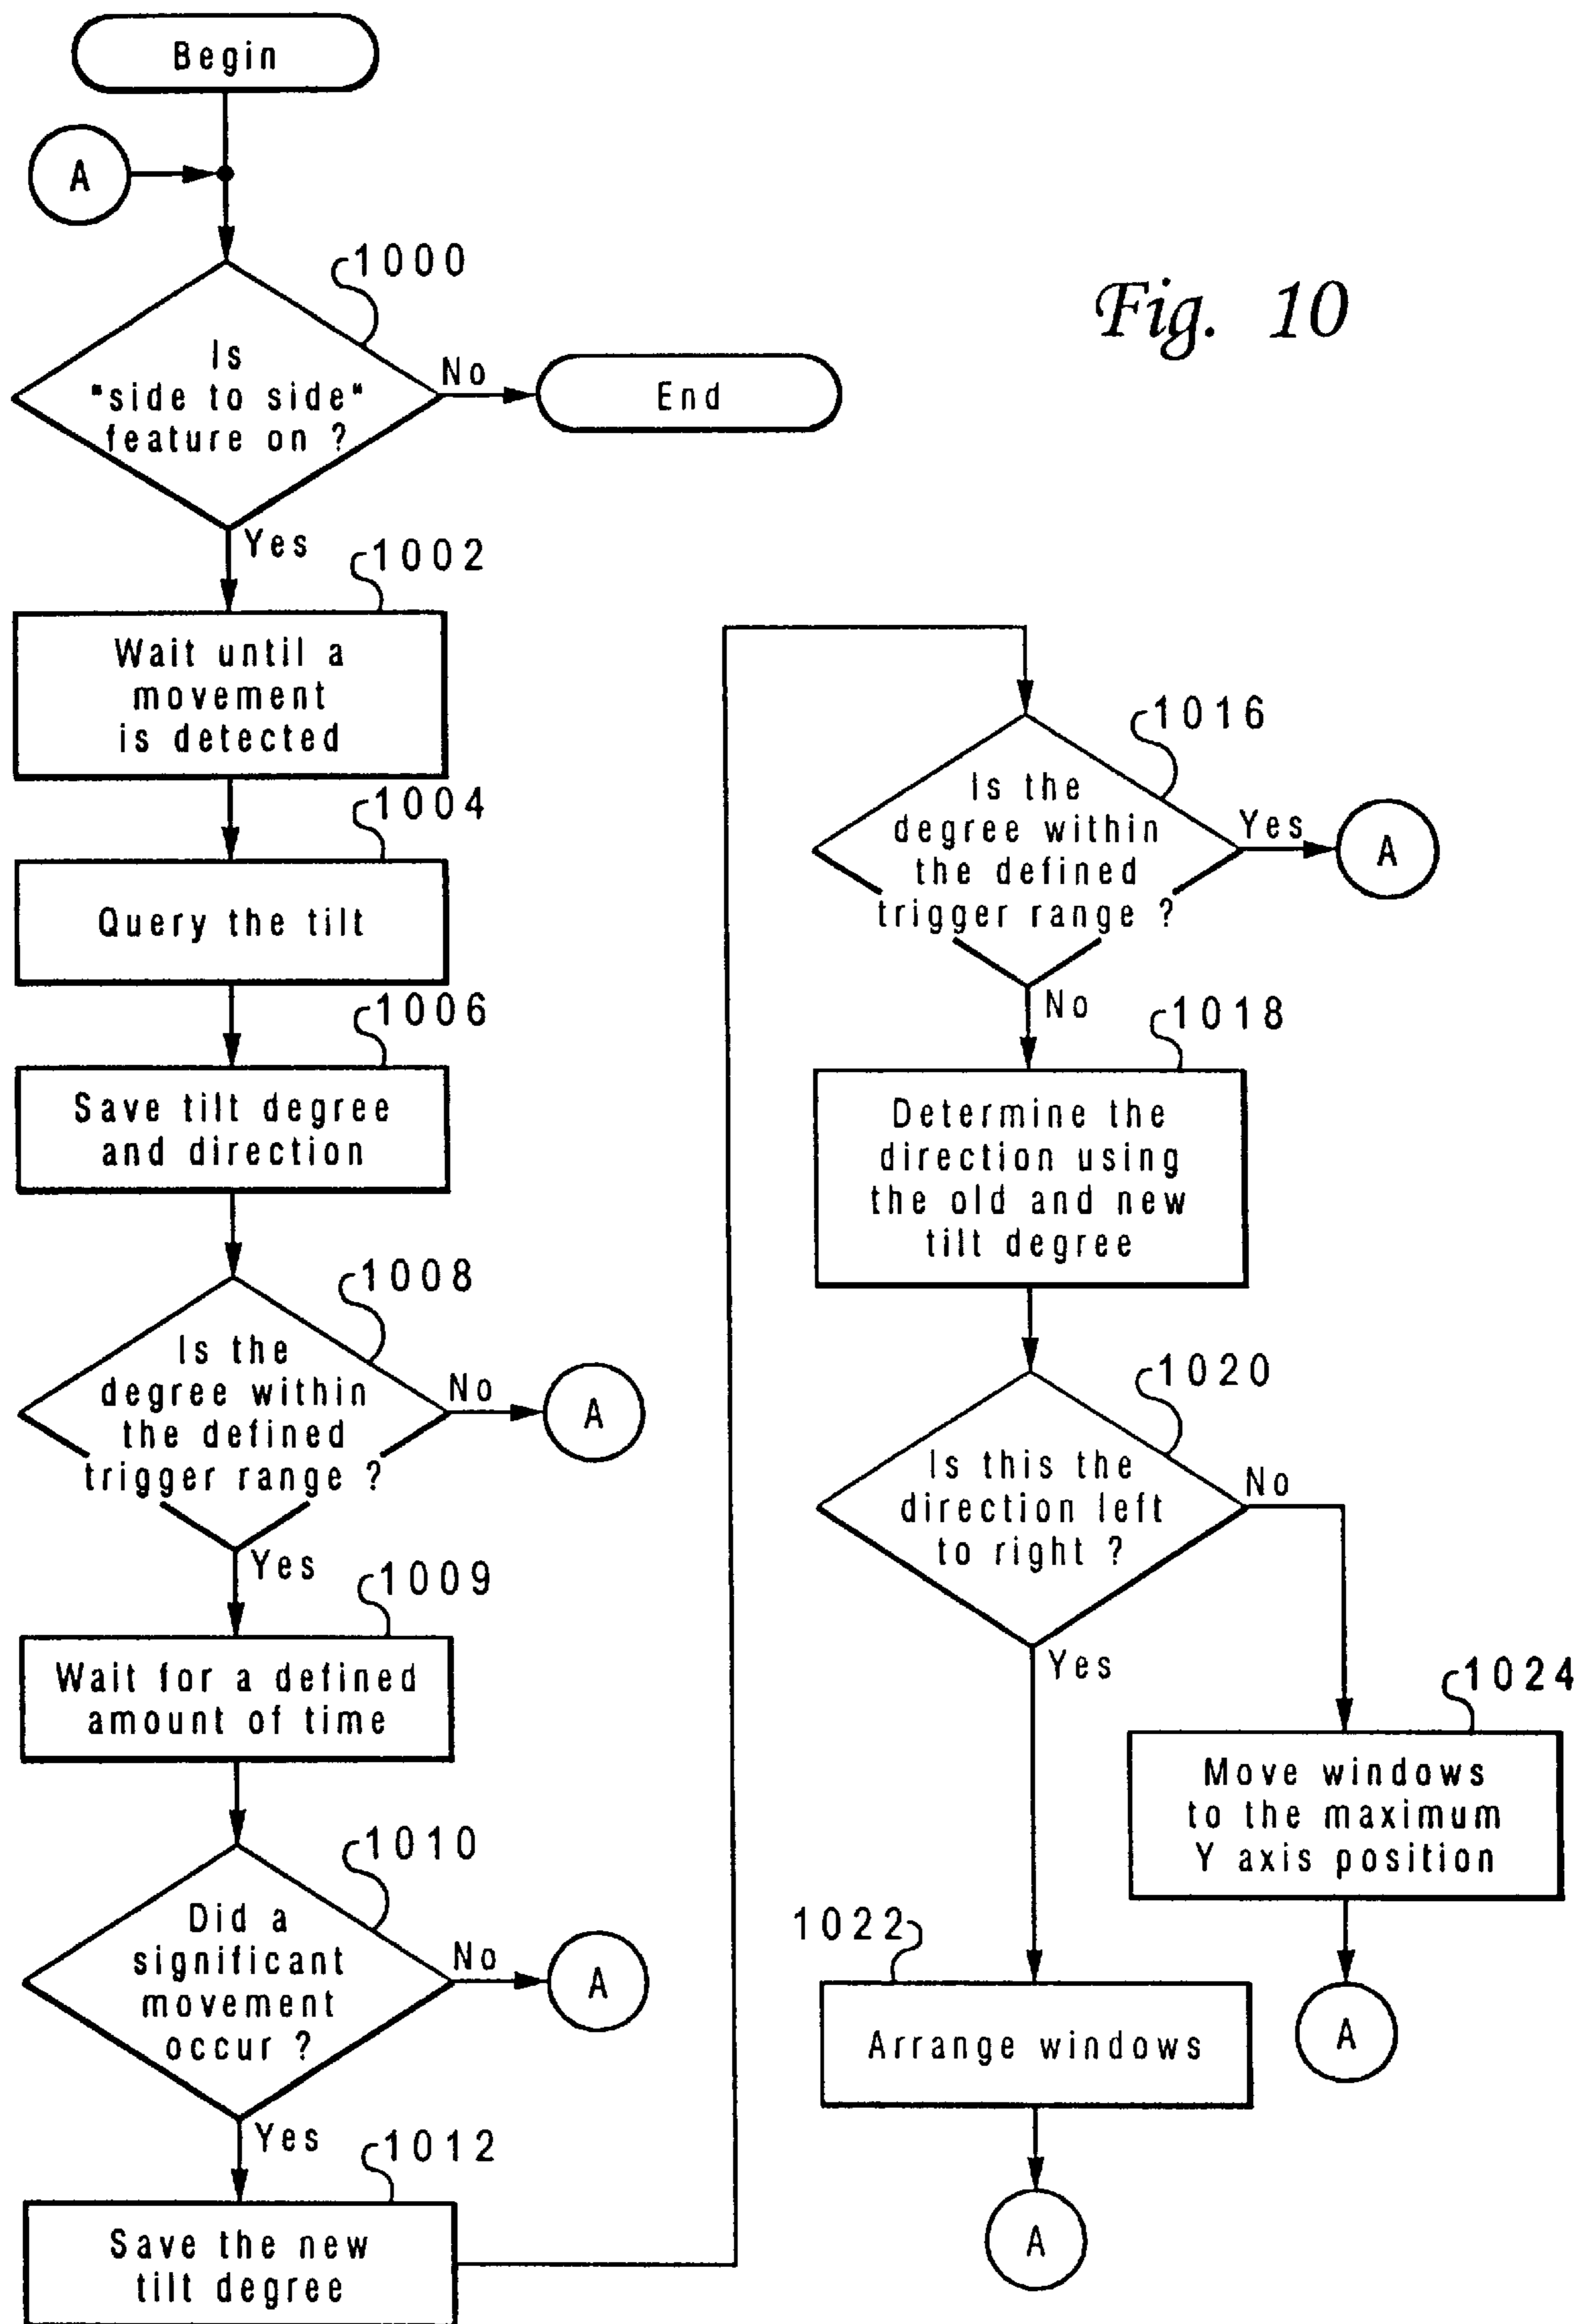 Begin
A
1000
Fig. 10
Is
"side to side"
feature on ?
No
End
Yes
1002
Wait until a
movement
is detected
1004
Query the tilt
1006
Save tilt degree
and direction
1008
Is the
degree within
the defined
trigger range ?
No
A
Yes
1009
Wait for a defined
amount of time
1010
Did a
significant
movement
occur ?
No
A
Yes
1012
Save the new
tilt degree
1016
Is the
degree within
the defined
trigger range ?
Yes
A
No
1018
Determine the
direction using
the old and new
tilt degree
1020
Is this the
direction left
to right ?
No
Yes
1024
Move windows
to the maximum
Y axis position
A
1022
Arrange windows
A